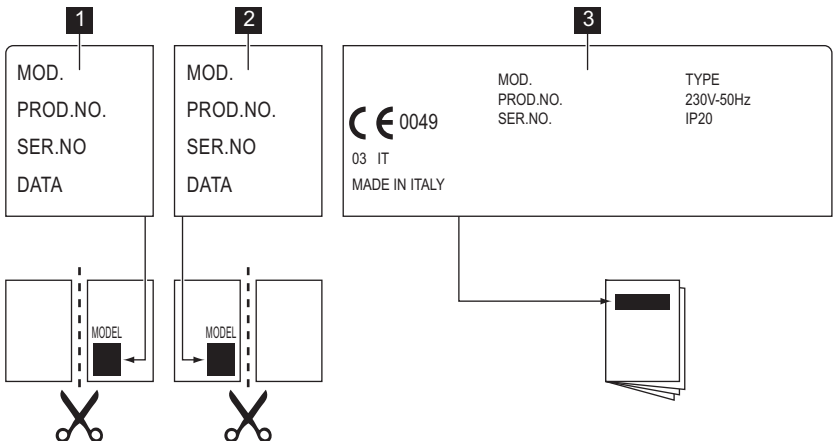 1
MOD.
PROD.NO.
SER.NO
DATA
2
MOD.
PROD.NO.
SER.NO
DATA
3
MOD. TYPE
PROD.NO. 230V-50Hz
SER.NO. IP20
CE 0049
03 IT
MADE IN ITALY
MODEL
MODEL